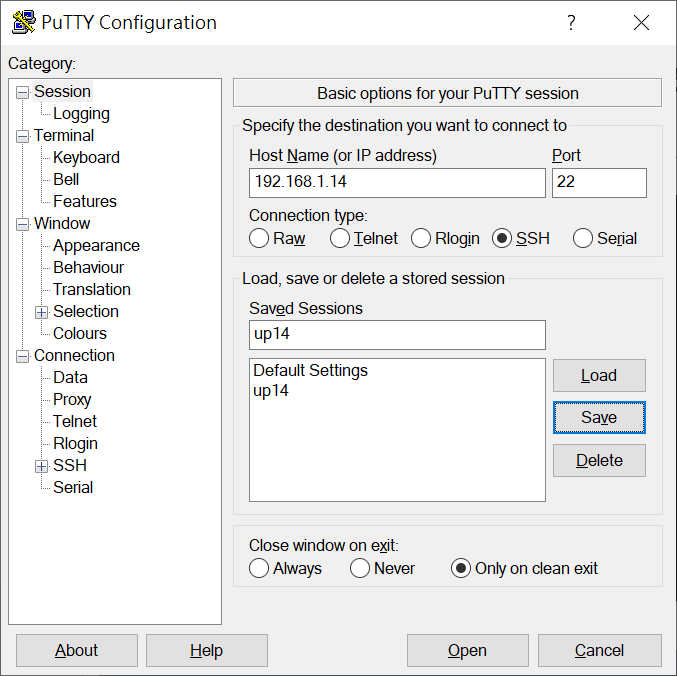 PuTTY Configuration
?
Category:
Session
Logging
Terminal
Keyboard
Bell
Features
Window
Appearance
Behaviour
Translation
Selection
Colours
Connection
Data
Proxy
Telnet
Rlogin
SSH
Serial
Basic options for your PuTTY session
Specify the destination you want to connect to
Host Name (or IP address) Port
192.168.1.14 22
Connection type:
Raw Telnet Rlogin SSH Serial
Load, save or delete a stored session
Saved Sessions
up14
Default Settings
up14
Load
Save
Delete
Close window on exit:
Always Never Only on clean exit
About Help Open Cancel